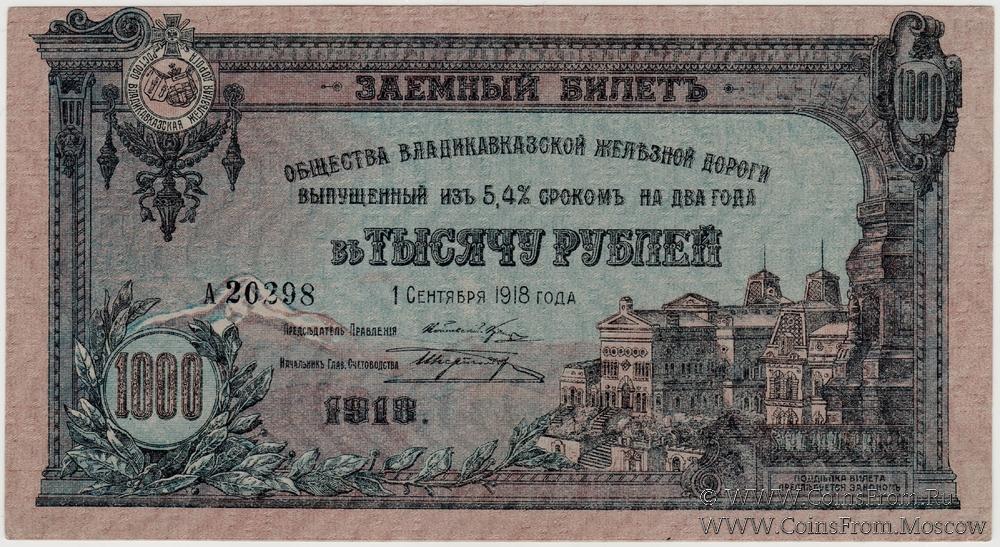 ОБЩЕСТВО ВЛАДИКАВКАЗСКАЯ ЖЕЛѢЗНАЯ ДОРОГА
1000
ЗАЕМНЫЙ БИЛЕТЪ
ОБЩЕСТВА ВЛАДИКАВКАЗСКОЙ ЖЕЛѢЗНОЙ ДОРОГИ
ВЫПУЩЕННЫЙ ИЗЪ 5,4% СРОКОМЪ НА ДВА ГОДА
ВЪ ТЫСЯЧУ РУБЛЕЙ
А 20298
1 СЕНТЯБРЯ 1918 ГОДА
ПРЕДСѢДАТЕЛЬ ПРАВЛЕНІЯ
НАЧАЛЬНИКЪ ГЛАВ. СЧЕТОВОДСТВА
1000
1918.
ПОДДѢЛКА БИЛЕТА
ПРЕСЛѢДУЕТСЯ ЗАКОНОМЪ
© WWW.CoinsFrom.Ru
WWW.CoinsFrom.Moscow